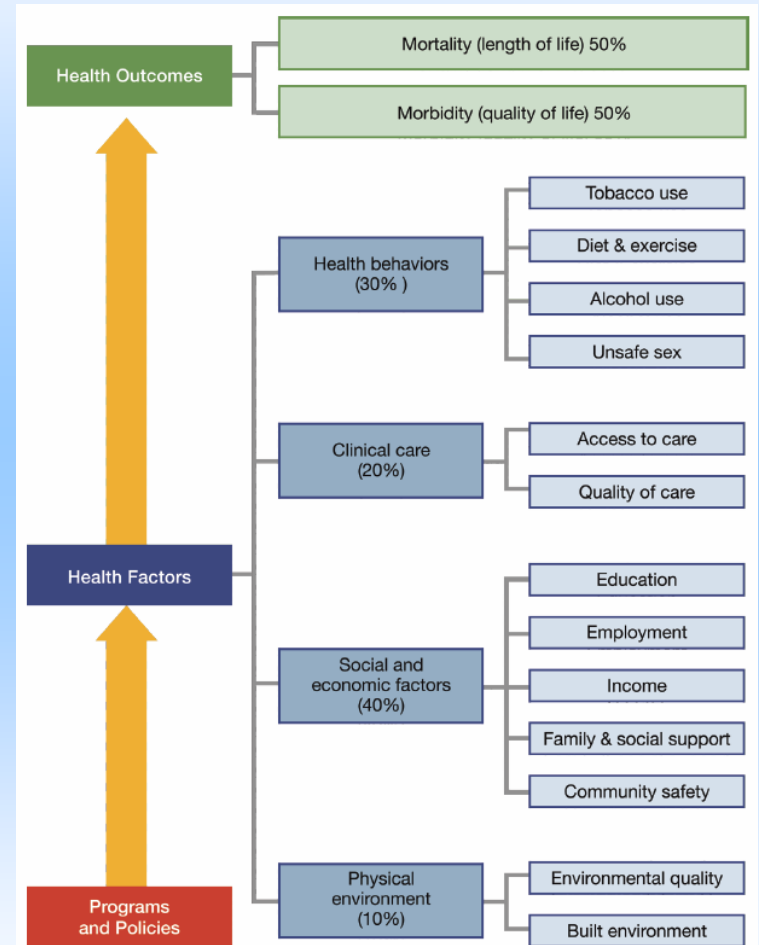 Health Outcomes
Mortality (length of life) 50%
Morbidity (quality of life) 50%
Health Factors
Health behaviors
(30% )
Tobacco use
Diet & exercise
Alcohol use
Unsafe sex
Clinical care
(20%)
Access to care
Quality of care
Social and
economic factors
(40%)
Education
Employment
Income
Family & social support
Community safety
Programs
and Policies
Physical
environment
(10%)
Environmental quality
Built environment